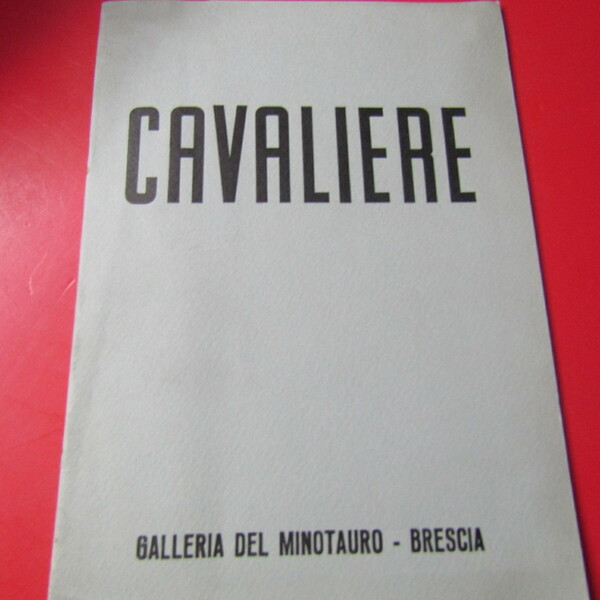 CAVALIERE
GALLERIA DEL MINOTAURO - BRESCIA